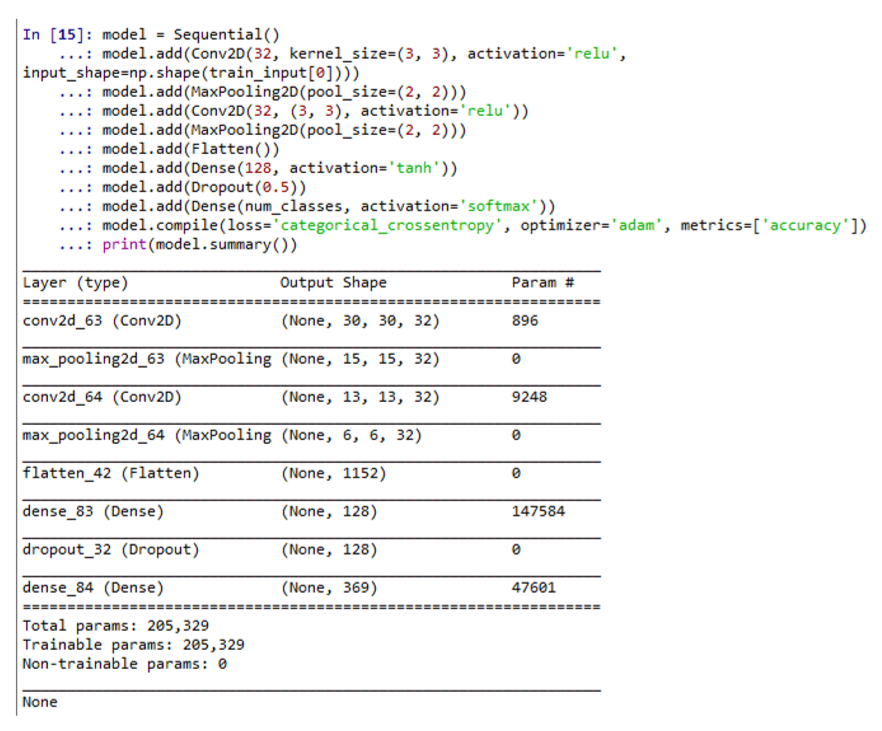 In [15]: model = Sequential()
...: model.add(Conv2D(32, kernel_size=(3, 3), activation='relu',
input_shape=np.shape(train_input[0])))
...: model.add(MaxPooling2D(pool_size=(2, 2)))
...: model.add(Conv2D(32, (3, 3), activation='relu'))
...: model.add(MaxPooling2D(pool_size=(2, 2)))
...: model.add(Flatten())
...: model.add(Dense(128, activation='tanh'))
...: model.add(Dropout(0.5))
...: model.add(Dense(num_classes, activation='softmax'))
...: model.compile(loss='categorical_crossentropy', optimizer='adam', metrics=['accuracy'])
...: print(model.summary())
_________________________________________________________________
Layer (type)                 Output Shape              Param #
=================================================================
conv2d_63 (Conv2D)           (None, 30, 30, 32)        896
_________________________________________________________________
max_pooling2d_63 (MaxPooling (None, 15, 15, 32)        0
_________________________________________________________________
conv2d_64 (Conv2D)           (None, 13, 13, 32)        9248
_________________________________________________________________
max_pooling2d_64 (MaxPooling (None, 6, 6, 32)          0
_________________________________________________________________
flatten_42 (Flatten)         (None, 1152)              0
_________________________________________________________________
dense_83 (Dense)             (None, 128)               147584
_________________________________________________________________
dropout_32 (Dropout)         (None, 128)               0
_________________________________________________________________
dense_84 (Dense)             (None, 369)               47601
=================================================================
Total params: 205,329
Trainable params: 205,329
Non-trainable params: 0
_________________________________________________________________
None